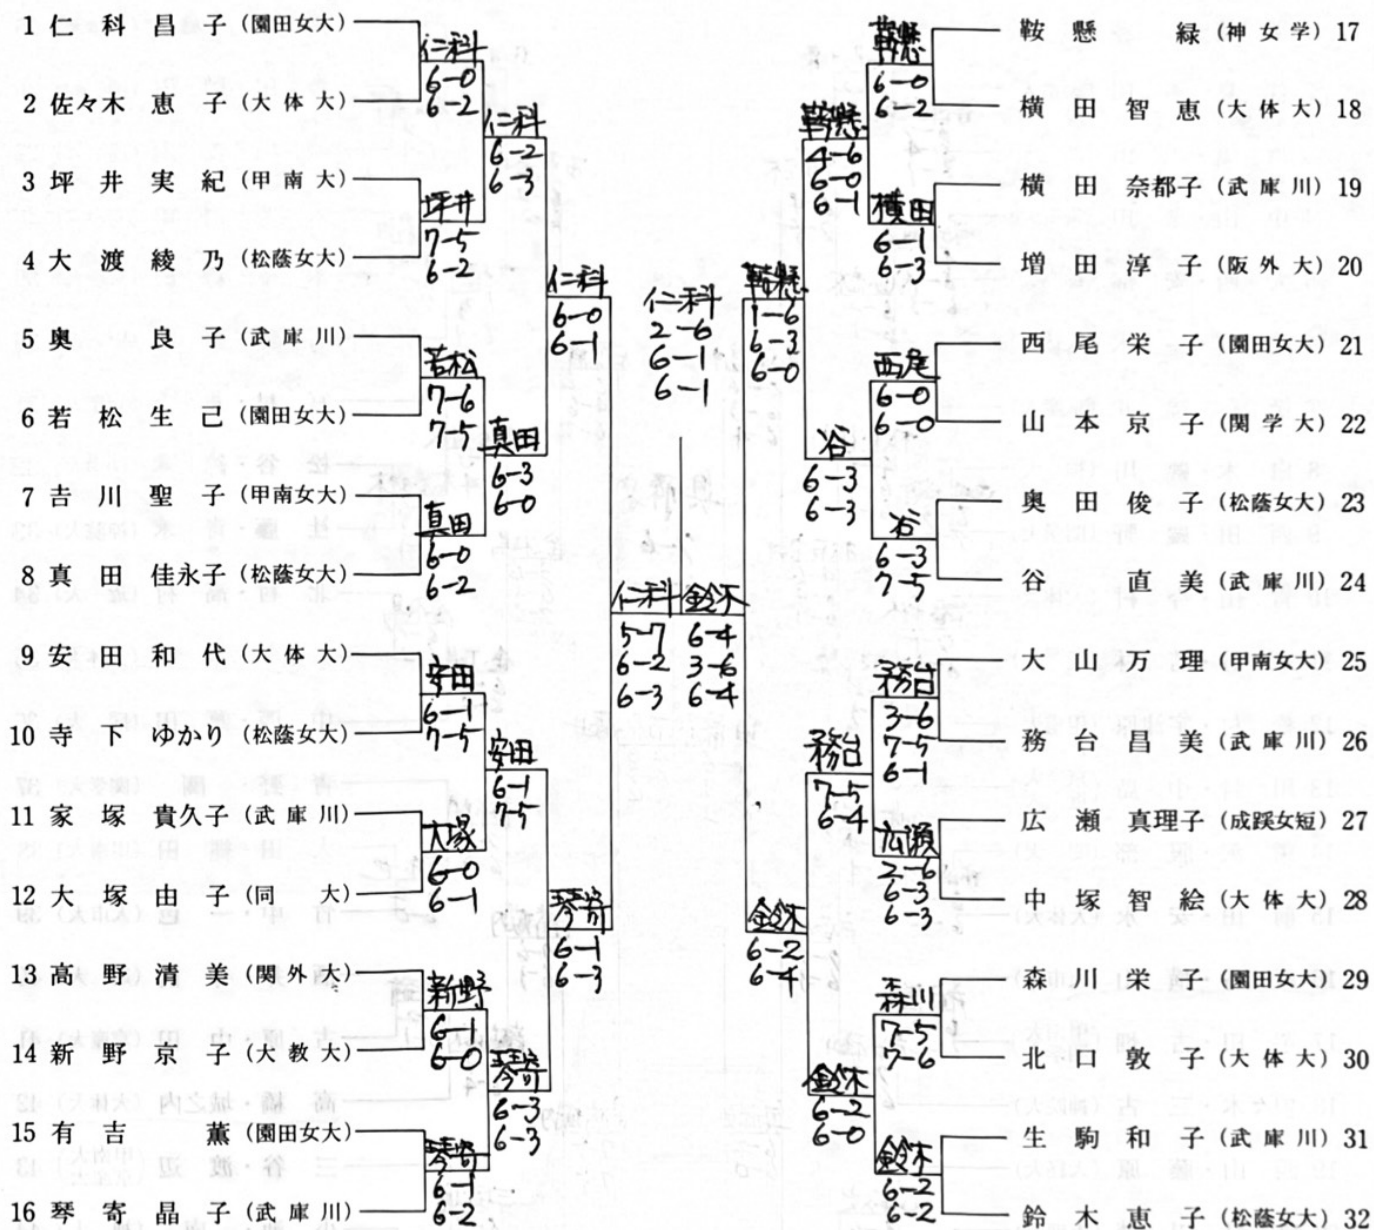 1 仁科昌子 (園田女大)
2 佐々木恵子 (大体大)
3 坪井実紀 (甲南大)
4 大渡綾乃 (松蔭女大)
5 奥良子 (武庫川)
6 若松生己 (園田女大)
7 吉川聖子 (甲南女大)
8 真田佳永子 (松蔭女大)
9 安田和代 (大体大)
10 寺下ゆかり (松蔭女大)
11 家塚貴久子 (武庫川)
12 大塚由子 (同大)
13 高野清美 (関外大)
14 新野京子 (大教大)
15 有吉薫 (園田女大)
16 琴寄晶子 (武庫川)
仁科
6-0
6-2
坪井
7-5
6-2
若松
7-6
7-5
真田
6-0
6-2
安田
6-1
7-5
大塚
6-0
6-1
新野
6-1
6-0
琴寄
6-1
6-2
仁科
6-2
6-3
真田
6-3
6-0
安田
6-1
7-5
琴寄
6-3
6-3
仁科
6-0
6-1
琴寄
6-1
6-3
仁科
5-7
6-2
6-3
仁科
2-6
6-1
6-1
鈴木
6-4
3-6
6-4
鞍懸
1-6
6-3
6-0
鈴木
6-2
6-4
鞍懸
4-6
6-0
6-1
谷
6-3
6-3
務台
7-5
6-4
鈴木
6-2
6-0
鞍懸
6-0
6-2
横田
6-1
6-3
西尾
6-0
6-0
谷
6-3
7-5
務台
3-6
7-5
6-1
広瀬
2-6
6-3
6-3
森川
7-5
7-6
鈴木
6-2
6-2
鞍懸緑 (神女学) 17
横田智恵 (大体大) 18
横田奈都子 (武庫川) 19
増田淳子 (阪外大) 20
西尾栄子 (園田女大) 21
山本京子 (関学大) 22
奥田俊子 (松蔭女大) 23
谷直美 (武庫川) 24
大山万理 (甲南女大) 25
務台昌美 (武庫川) 26
広瀬真理子 (成蹊女短) 27
中塚智絵 (大体大) 28
森川栄子 (園田女大) 29
北口敦子 (大体大) 30
生駒和子 (武庫川) 31
鈴木恵子 (松蔭女大) 32